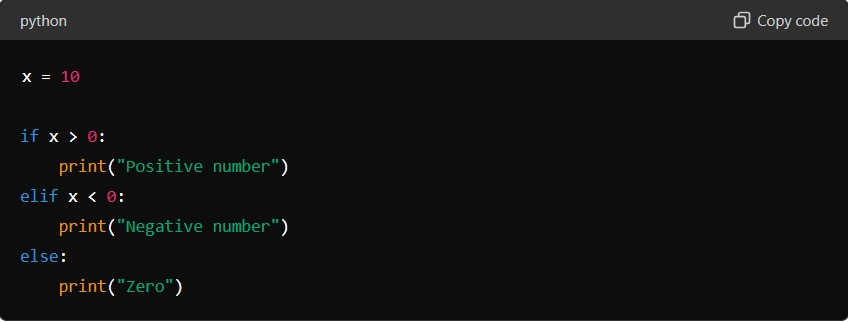 python
Copy code
x = 10
if x > 0:
    print("Positive number")
elif x < 0:
    print("Negative number")
else:
    print("Zero")